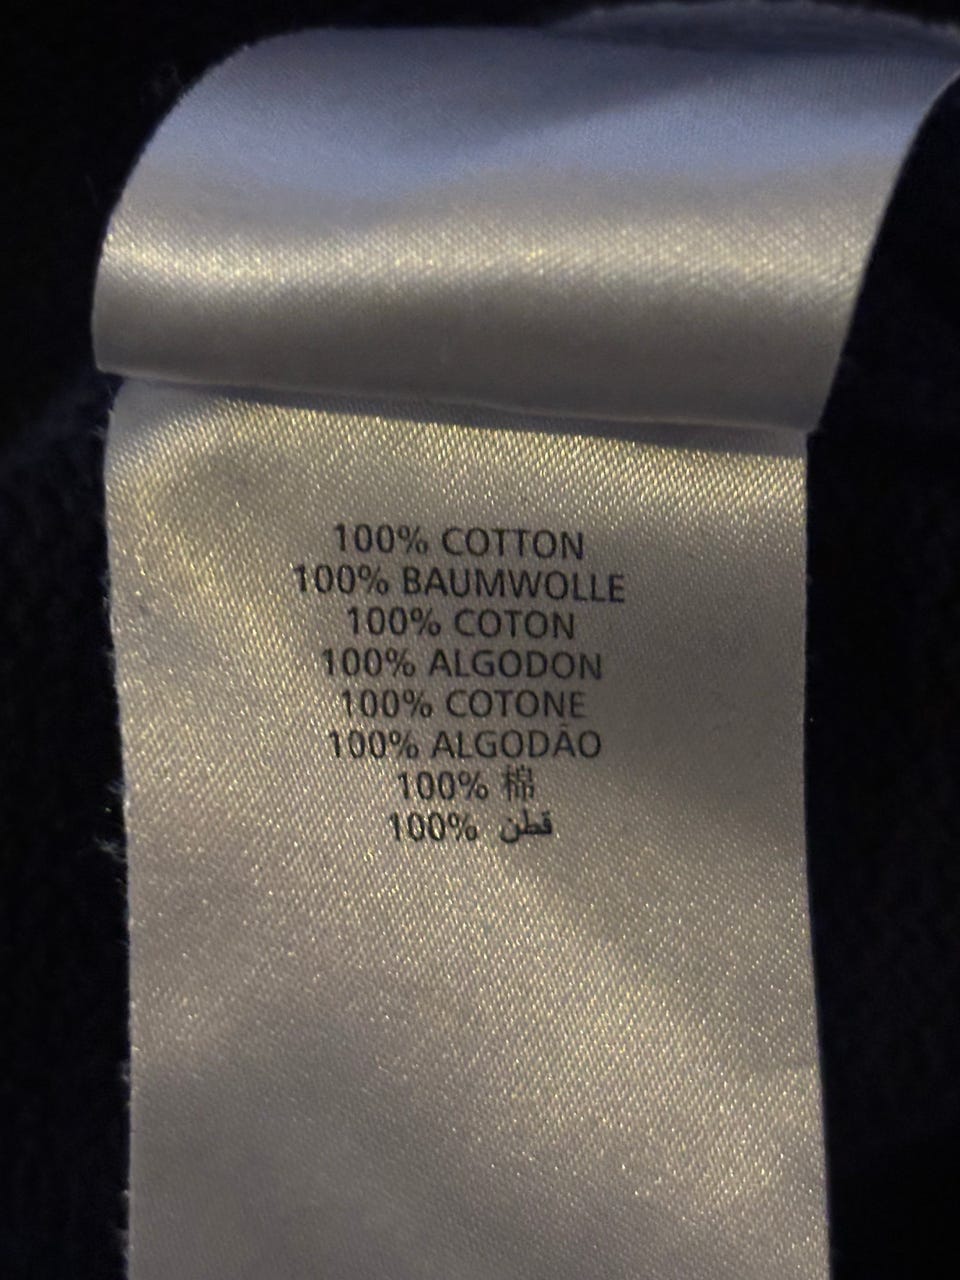 100% COTTON
100% BAUMWOLLE
100% COTON
100% ALGODON
100% COTONE
100% ALGODÃO
100% 棉
100% قطن